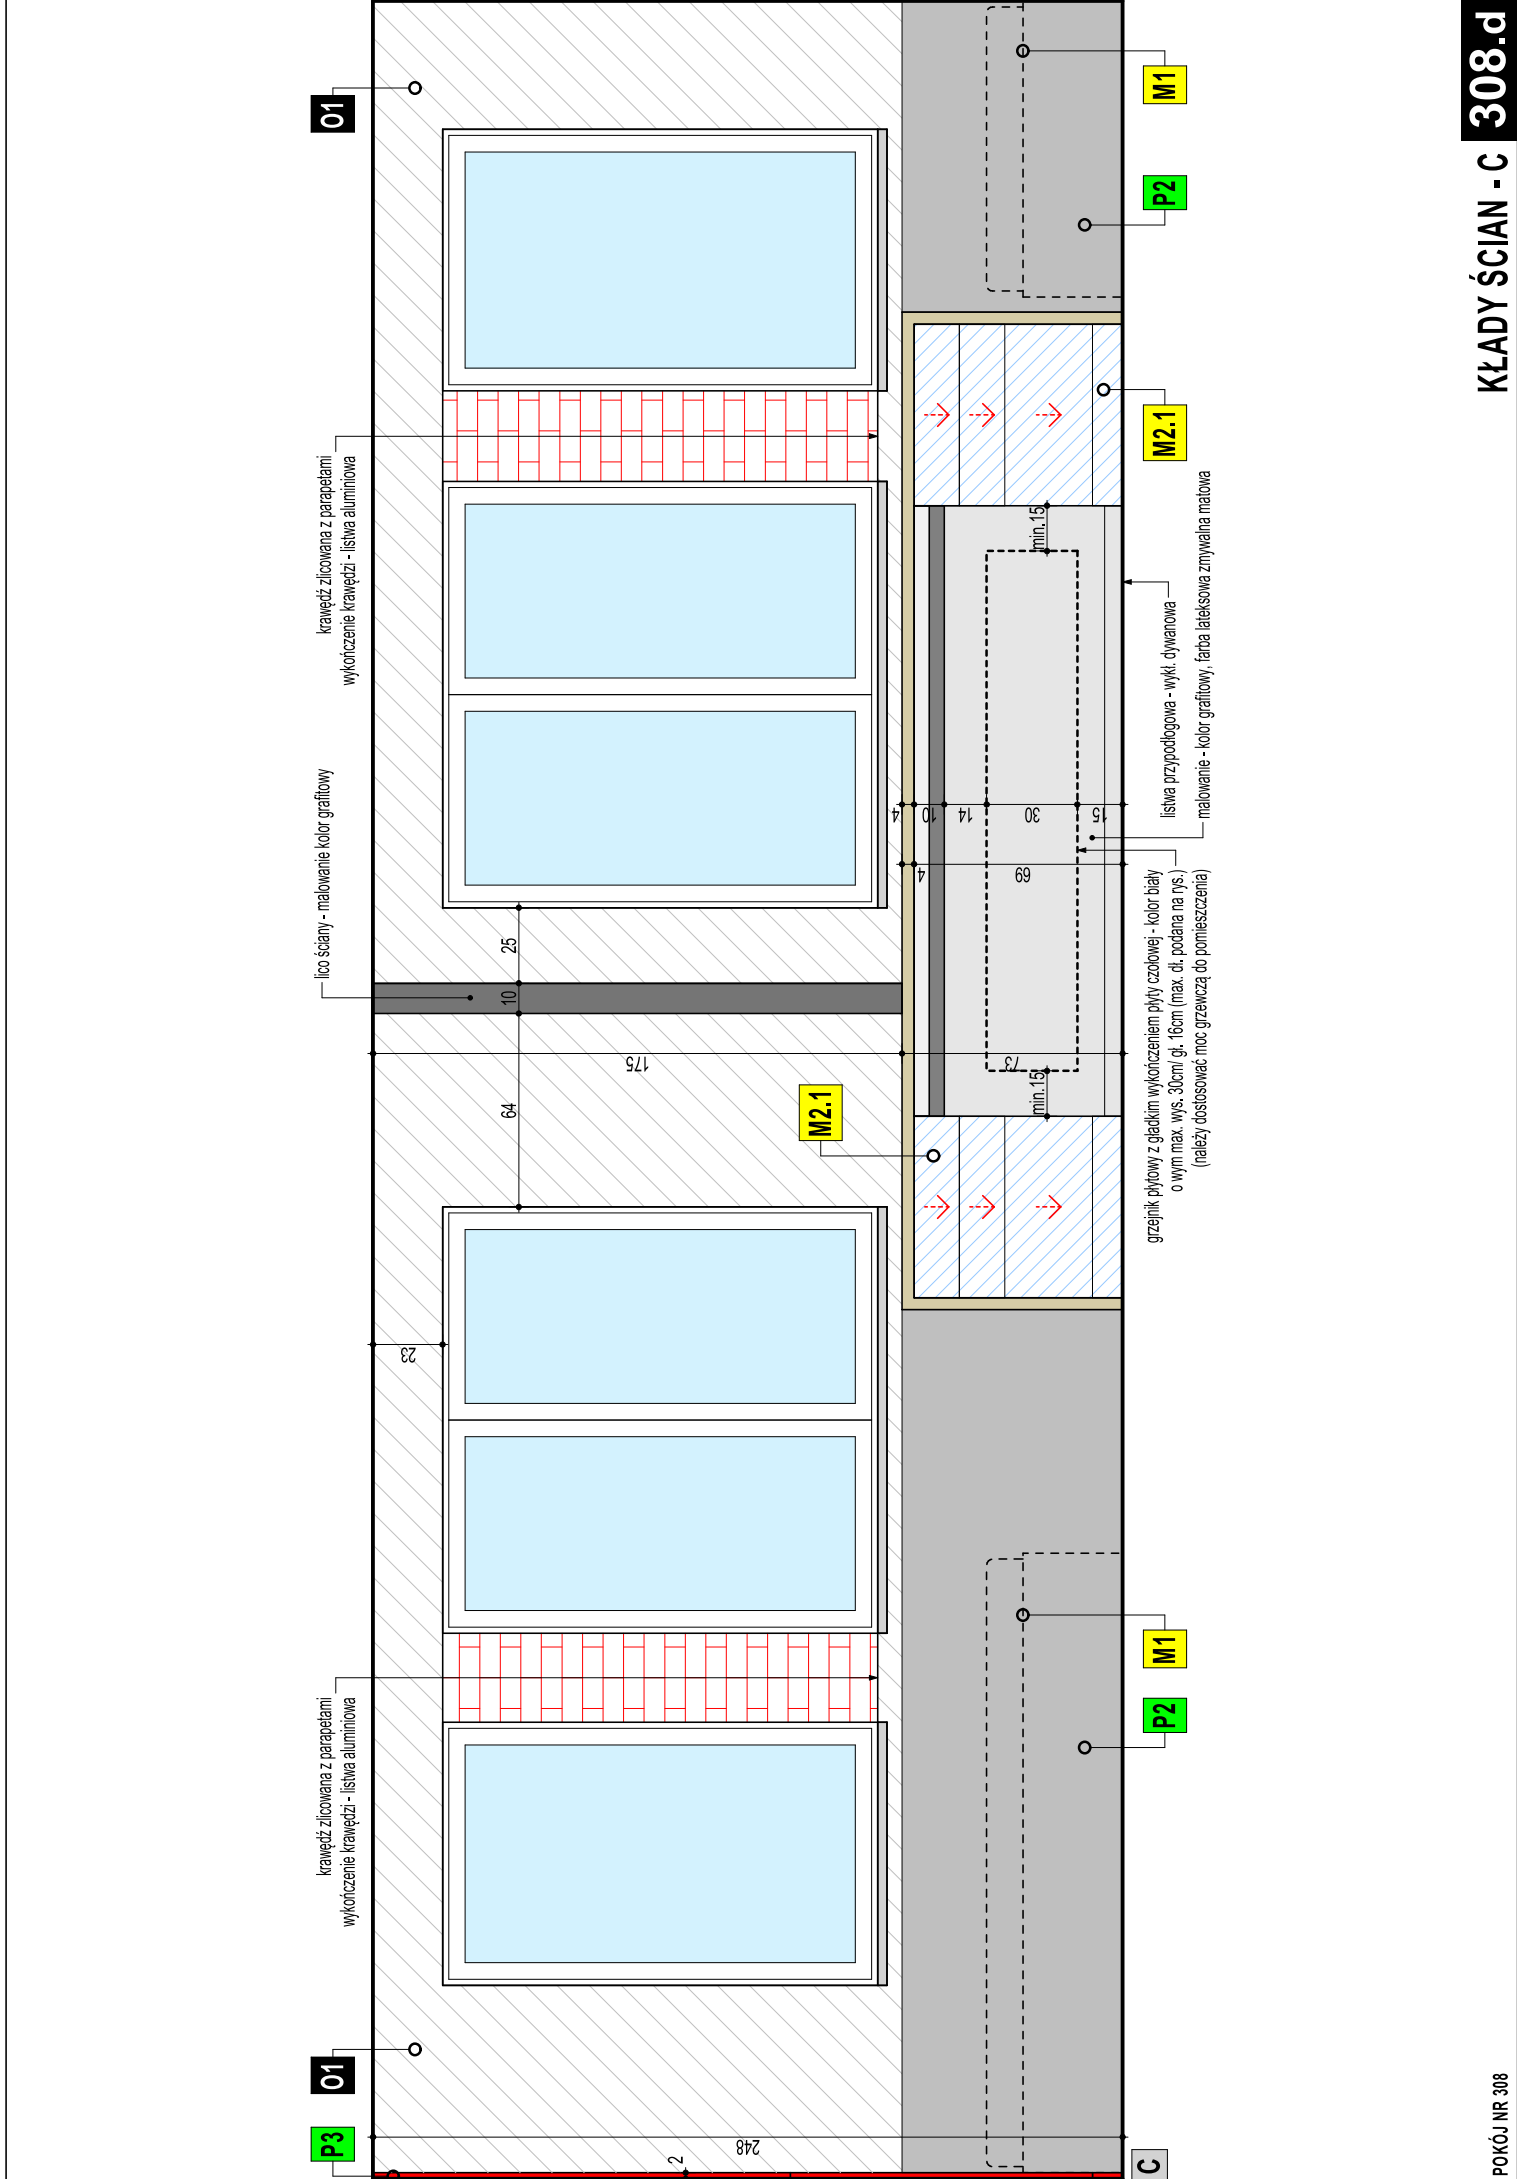 P3
O1
krawędź zlicowana z parapetami
wykończenie krawędzi - listwa aluminiowa
lico ściany - malowanie kolor grafitowy
krawędź zlicowana z parapetami
wykończenie krawędzi - listwa aluminiowa
O1
23
64
10
25
175
M2.1
248
2
73
4
69
4
10
14
30
15
min.15
min.15
C
P2
M1
grzejnik płytowy z gładkim wykończeniem płyty czołowej - kolor biały
o wym max. wys. 30cm/ gł. 16cm (max. dł. podana na rys.)
(należy dostosować moc grzewczą do pomieszczenia)
listwa przypodłogowa - wykł. dywanowa
malowanie - kolor grafitowy, farba lateksowa zmywalna matowa
M2.1
P2
M1
POKÓJ NR 308
KŁADY ŚCIAN - C 308.d